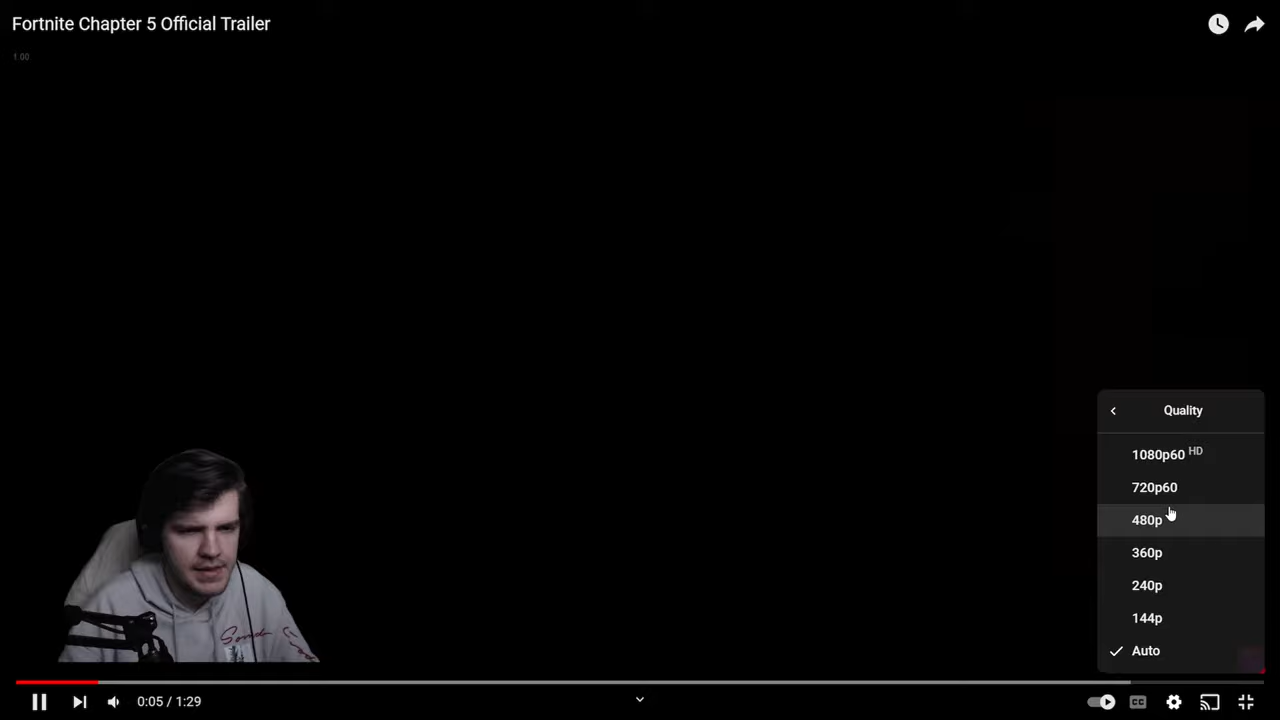 Fortnite Chapter 5 Official Trailer
1:00
Quality
1080p60 HD
720p60
480p
360p
240p
144p
Auto
0:05 / 1:29
CC